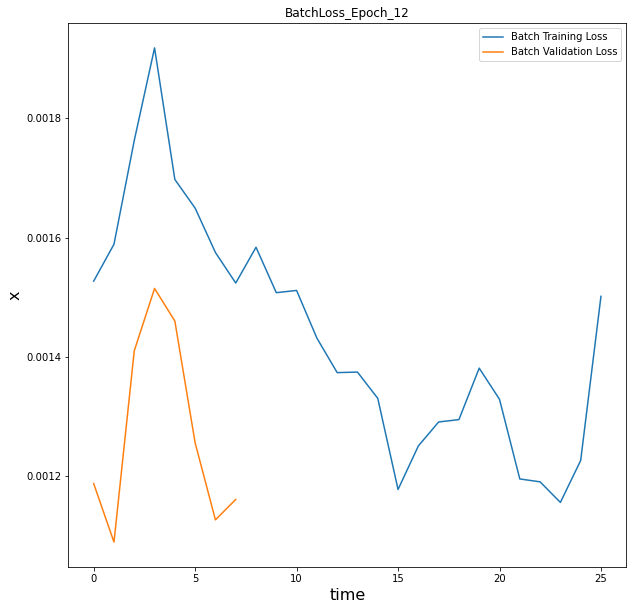 BatchLoss_Epoch_12
Batch Training Loss
Batch Validation Loss
0.0018
0.0016
x
0.0014
0.0012
0 5 10 15 20 25
time